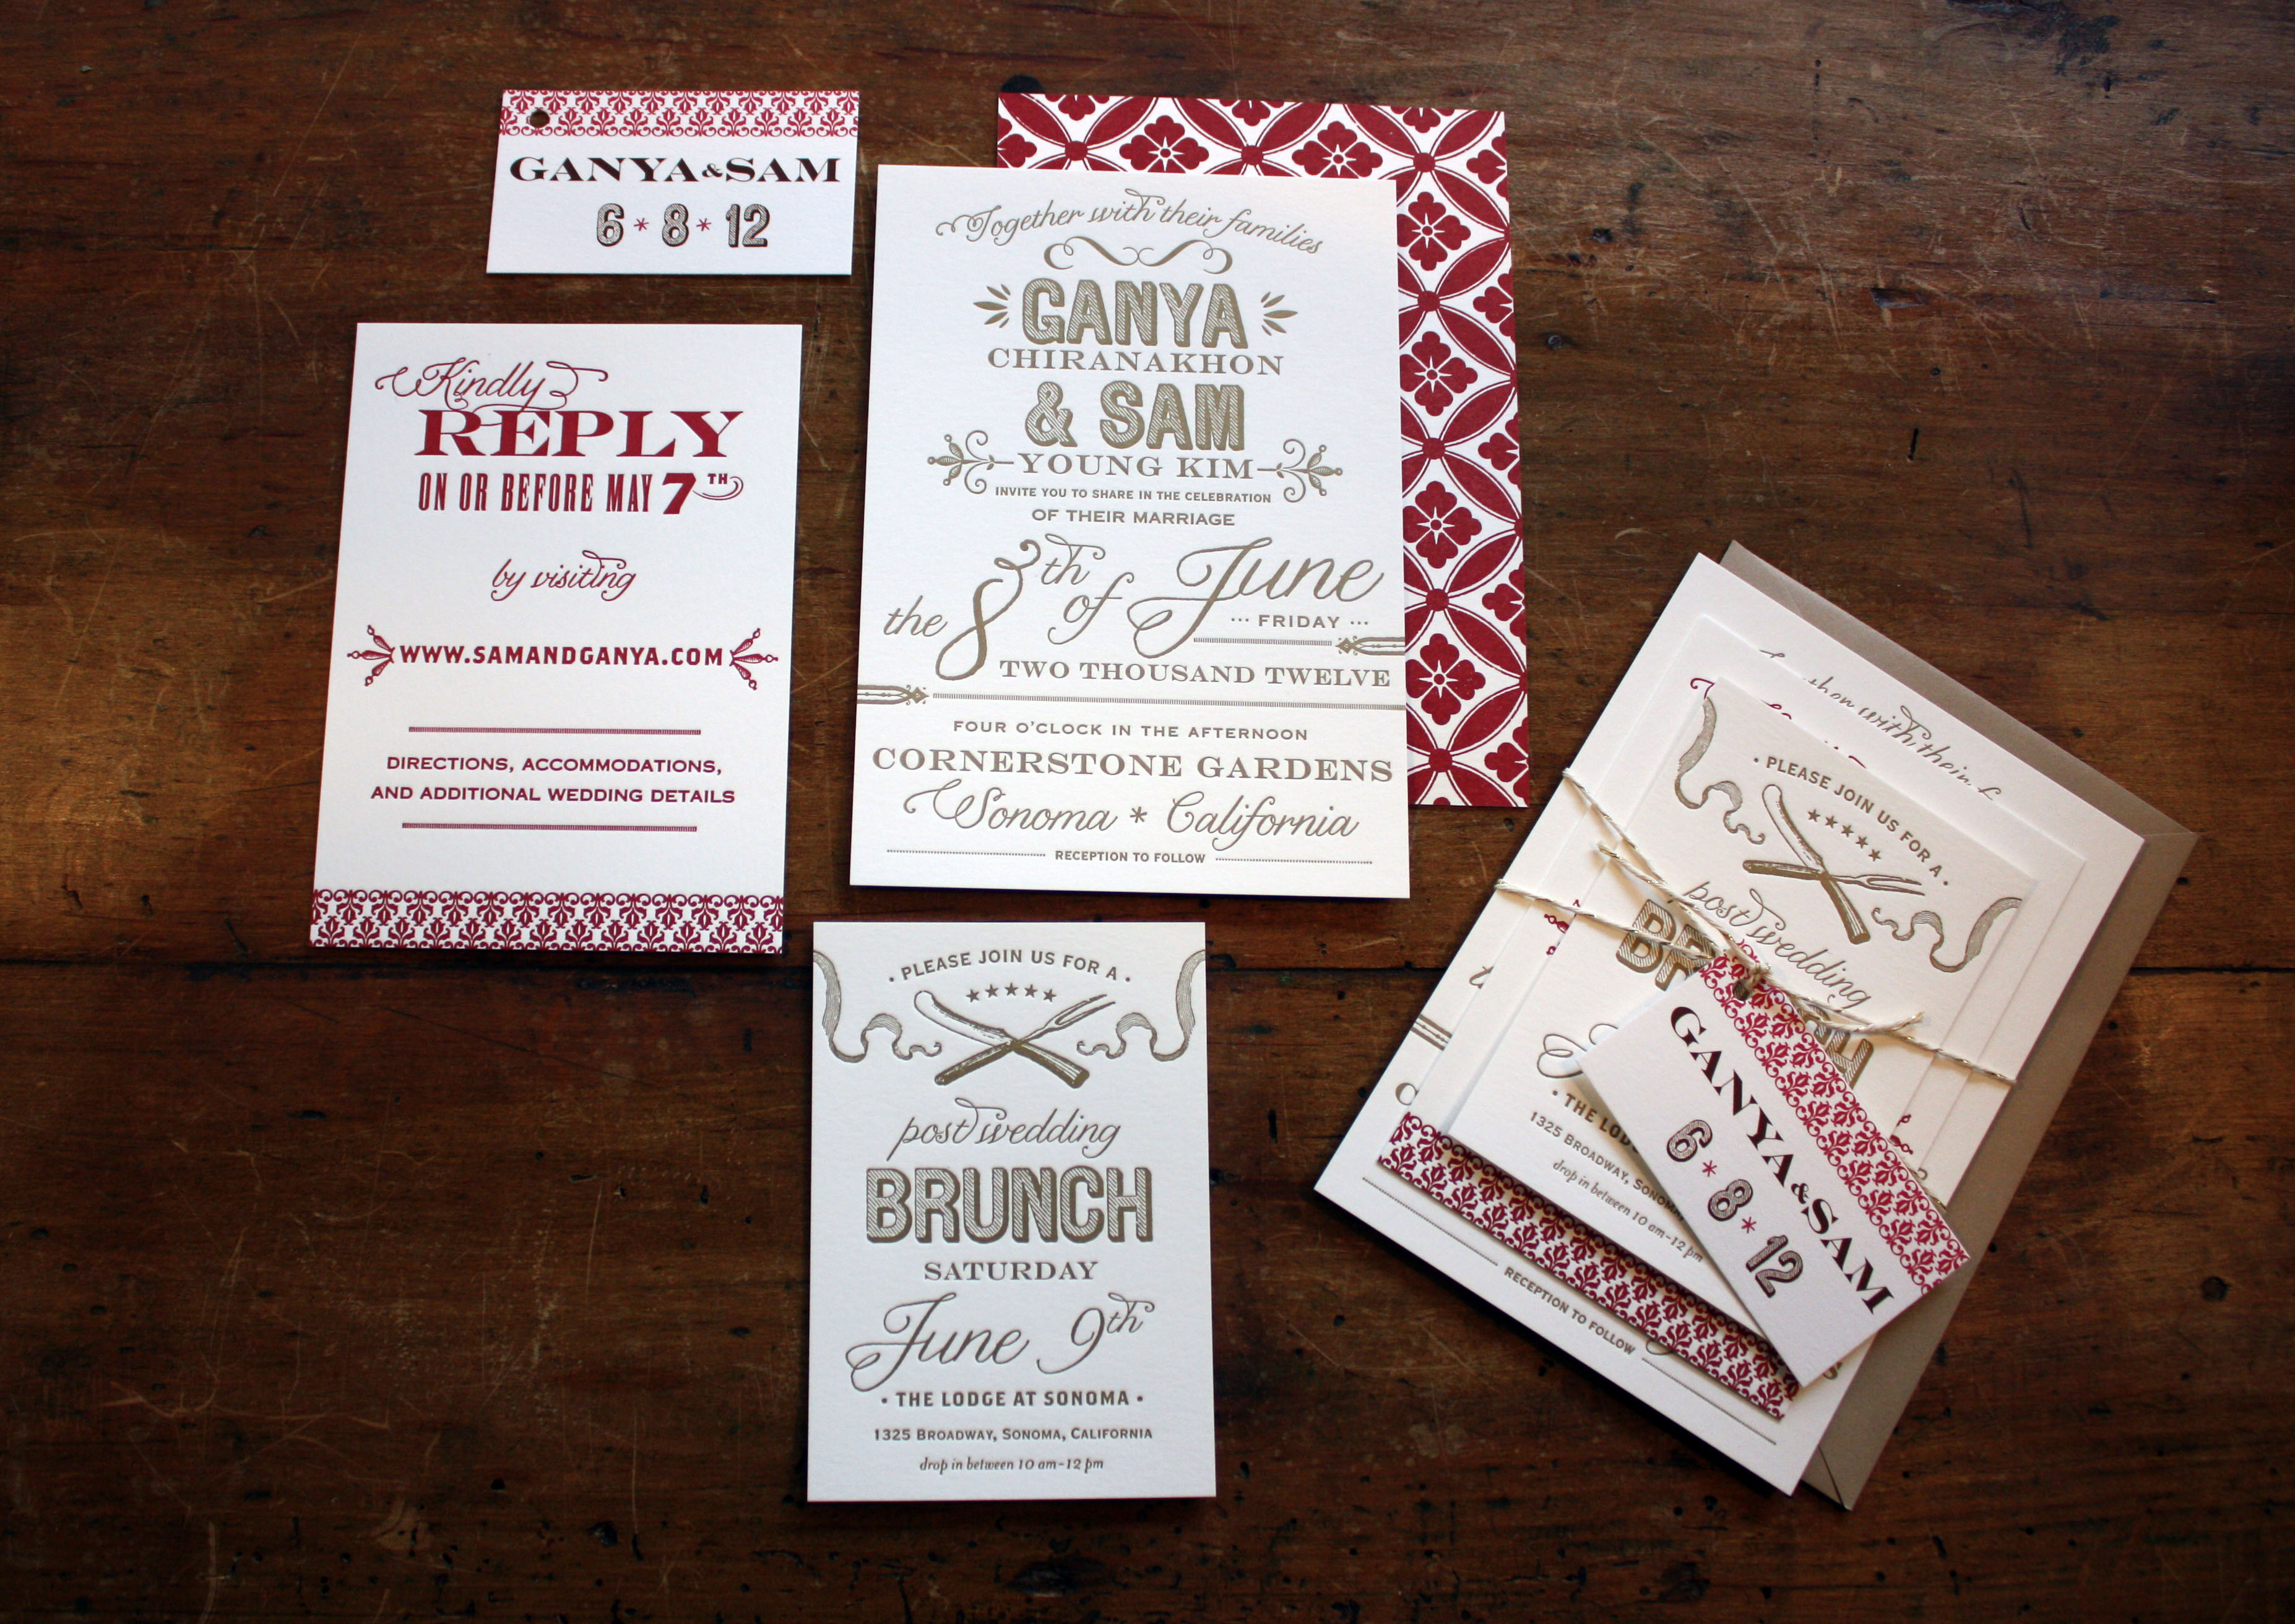 GANYA & SAM
6 * 8 * 12
Kindly
REPLY
ON OR BEFORE MAY 7TH
by visiting
WWW.SAMANDGANYA.COM
DIRECTIONS, ACCOMMODATIONS,
AND ADDITIONAL WEDDING DETAILS
Together with their families
GANYA
CHIRANAKHON
& SAM
YOUNG KIM
INVITE YOU TO SHARE IN THE CELEBRATION
OF THEIR MARRIAGE
the 8th of June
··· FRIDAY ···
TWO THOUSAND TWELVE
FOUR O'CLOCK IN THE AFTERNOON
CORNERSTONE GARDENS
Sonoma * California
RECEPTION TO FOLLOW
• PLEASE JOIN US FOR A •
post wedding
BRUNCH
SATURDAY
June 9th
• THE LODGE AT SONOMA •
1325 BROADWAY, SONOMA, CALIFORNIA
drop in between 10 am–12 pm
with their
• PLEASE JOIN US FOR A •
post wedding
• THE
1325 BROADWAY, SONOMA
drop in between 10 am–12 pm
GANYA & SAM
6 * 8 * 12
RECEPTION TO FOLLOW